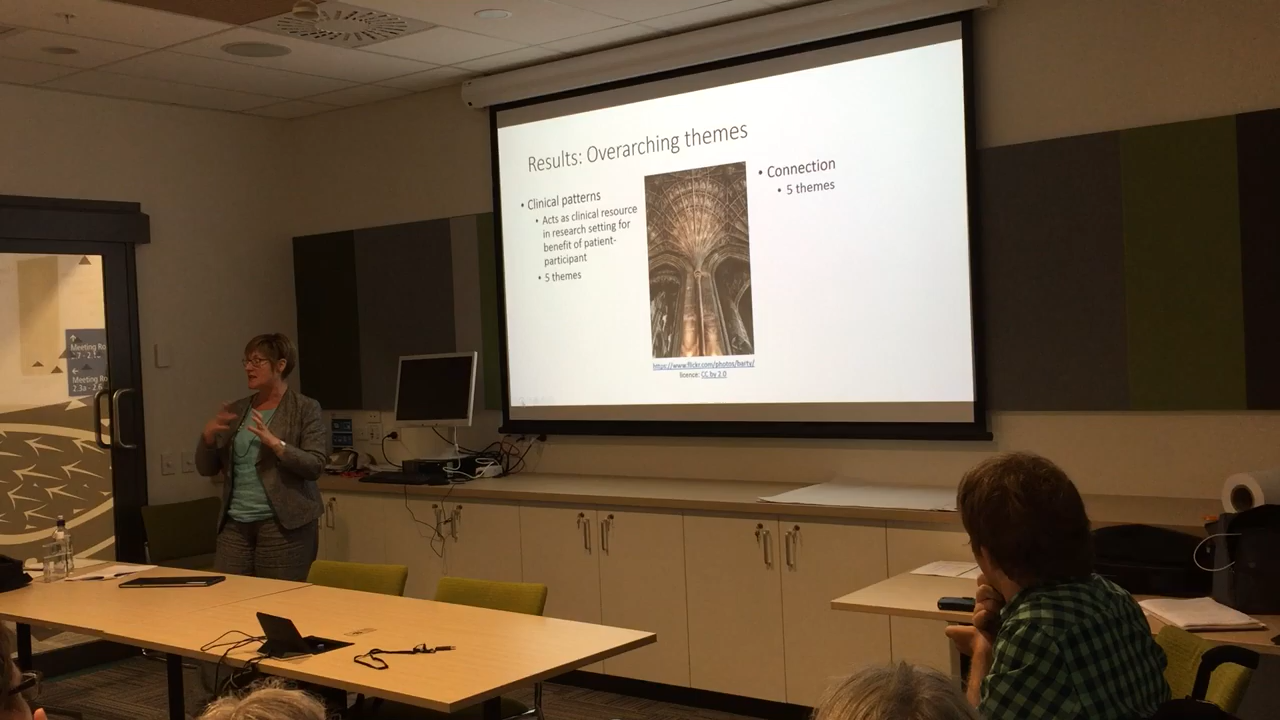 Results: Overarching themes
• Clinical patterns
• Acts as clinical resource
in research setting for
benefit of patient-
participant
• 5 themes
• Connection
• 5 themes
https://www.flickr.com/photos/barty/
licence: CC by 2.0
Meeting Ro
Meeting Ro